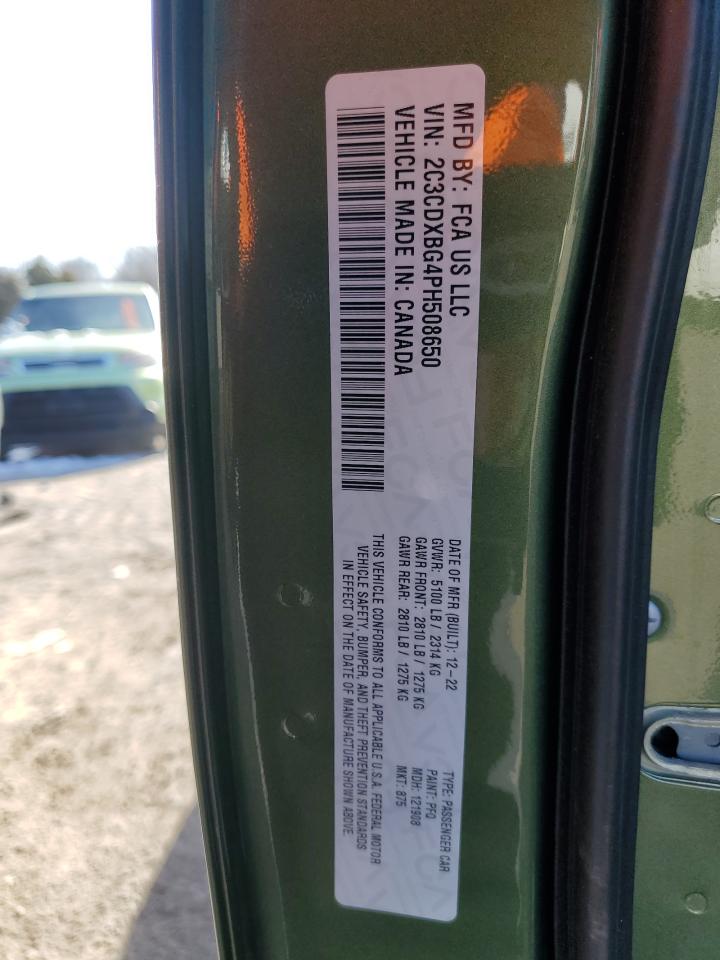 MFD BY: FCA US LLC
VIN: 2C3CDXBG4PH508650
VEHICLE MADE IN: CANADA
DATE OF MFR (BUILT): 12-22
GVWR: 5100 LB / 2314 KG
GAWR FRONT: 2810 LB / 1275 KG
GAWR REAR: 2810 LB / 1275 KG
TYPE: PASSENGER CAR
PAINT: PFQ
MDH: 121908
MKT: 875
THIS VEHICLE CONFORMS TO ALL APPLICABLE U.S.A. FEDERAL MOTOR
VEHICLE SAFETY, BUMPER, AND THEFT PREVENTION STANDARDS
IN EFFECT ON THE DATE OF MANUFACTURE SHOWN ABOVE.